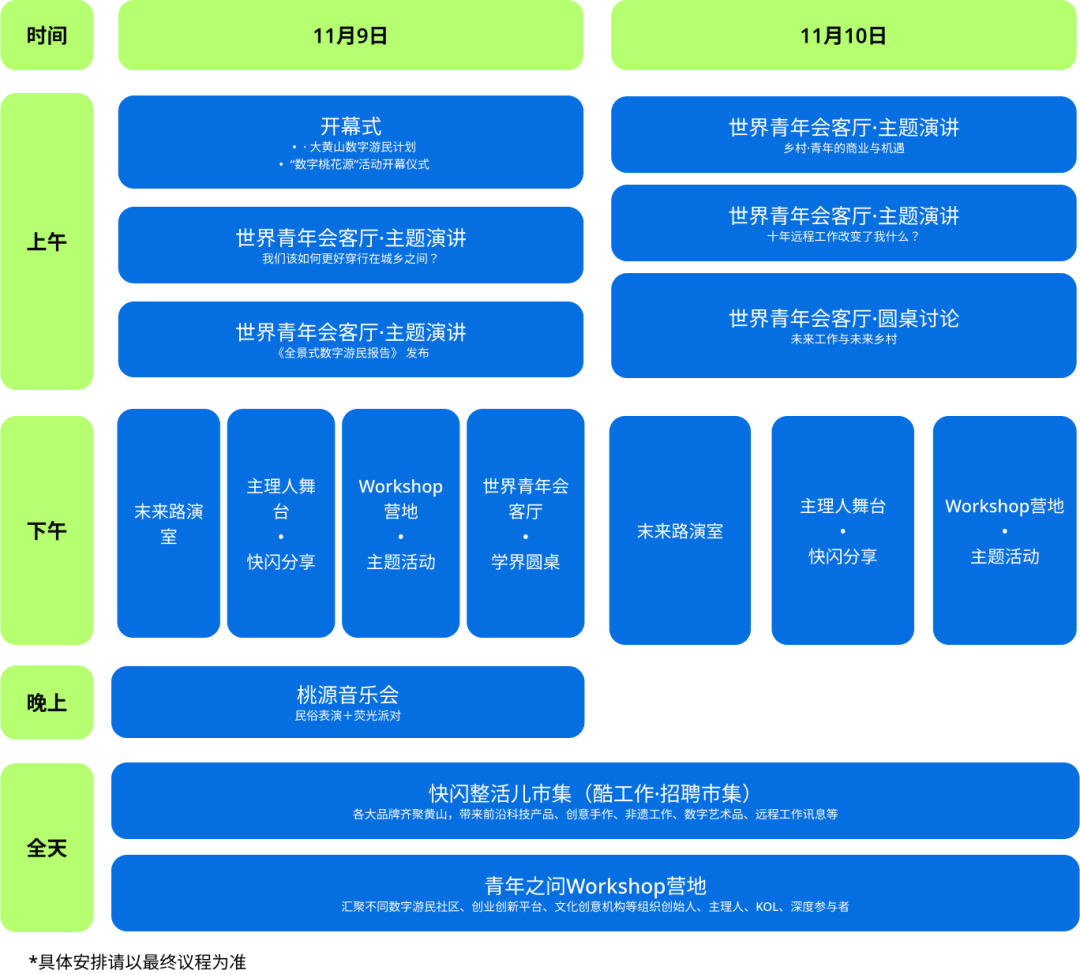 时间
11月9日
11月10日
上午
开幕式
• · 大黄山数字游民计划
• “数字桃花源”活动开幕仪式
世界青年会客厅·主题演讲
我们该如何更好穿行在城乡之间？
世界青年会客厅·主题演讲
《全景式数字游民报告》 发布
世界青年会客厅·主题演讲
乡村·青年的商业与机遇
世界青年会客厅·主题演讲
十年远程工作改变了我什么？
世界青年会客厅·圆桌讨论
未来工作与未来乡村
下午
末来路演
室
主理人舞
台
•
快闪分享
Workshop
营地
•
主题活动
世界青年会
客厅
•
学界圆桌
末来路演室
主理人舞台
•
快闪分享
Workshop营地
•
主题活动
晚上
桃源音乐会
民俗表演＋荧光派对
全天
快闪整活儿市集（酷工作·招聘市集）
各大品牌齐聚黄山，带来前沿科技产品、创意手作、非遗工作、数字艺术品、远程工作讯息等
青年之问Workshop营地
汇聚不同数字游民社区、创业创新平台、文化创意机构等组织创始人、主理人、KOL、深度参与者
*具体安排请以最终议程为准